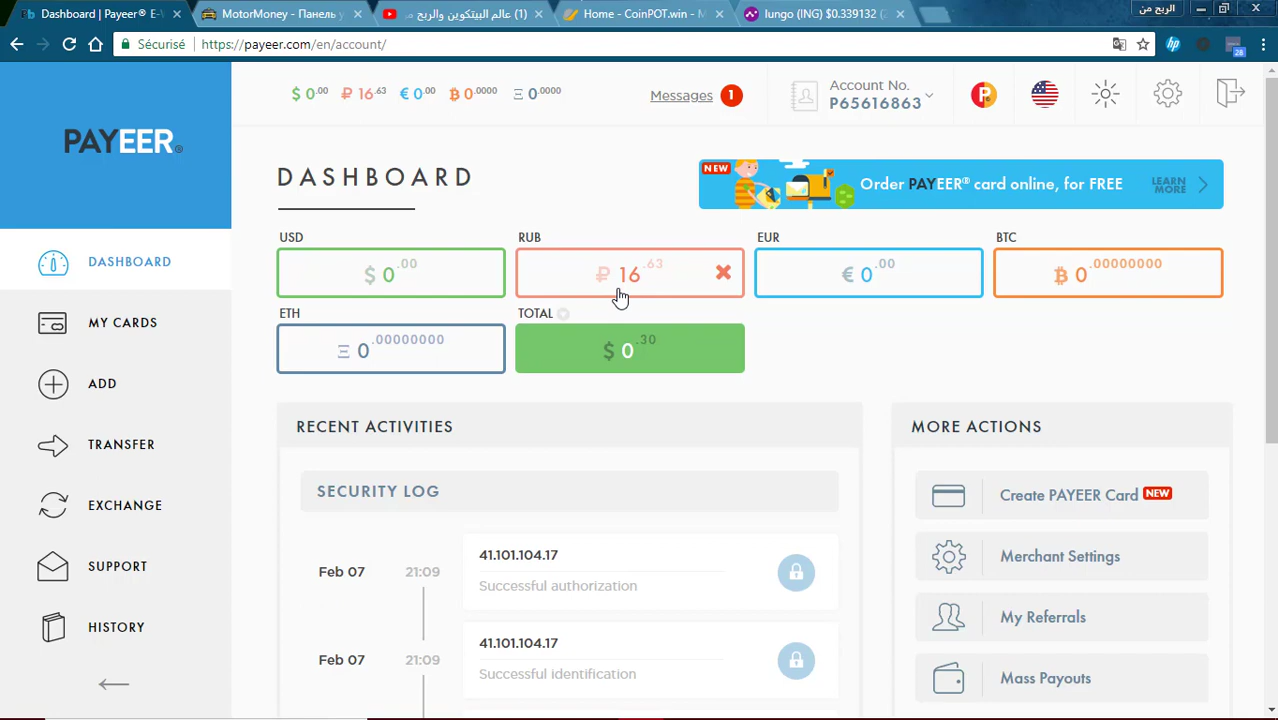 Dashboard | Payeer® E-W
MotorMoney - Панель у
(1) عالم البيتكوين والربح من
Home - CoinPOT.win - M
lungo (ING) $0.339132 (2
الربح من
Sécurisé
https://payeer.com/en/account/
28
$ 0.00 ₽ 16.63 € 0.00 ₿ 0.0000 Ξ 0.0000
Messages 1
Account No.
P65616863
PAYEER®
DASHBOARD
NEW
Order PAYEER® card online, for FREE
LEARN MORE
USD
RUB
EUR
BTC
$ 0.00
₽ 16.63
€ 0.00
₿ 0.00000000
ETH
TOTAL
Ξ 0.00000000
$ 0.30
DASHBOARD
MY CARDS
ADD
TRANSFER
EXCHANGE
SUPPORT
HISTORY
RECENT ACTIVITIES
SECURITY LOG
Feb 07
21:09
41.101.104.17
Successful authorization
Feb 07
21:09
41.101.104.17
Successful identification
MORE ACTIONS
Create PAYEER Card NEW
Merchant Settings
My Referrals
Mass Payouts